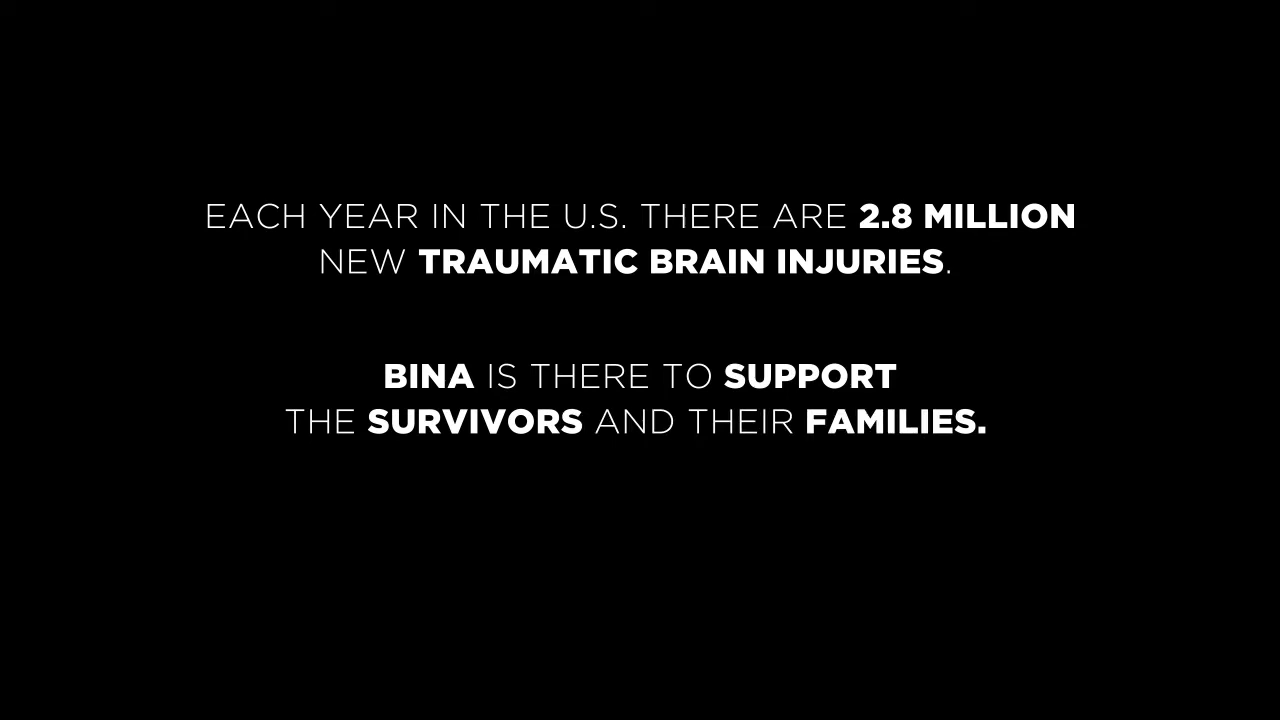 EACH YEAR IN THE U.S. THERE ARE 2.8 MILLION
NEW TRAUMATIC BRAIN INJURIES.
BINA IS THERE TO SUPPORT
THE SURVIVORS AND THEIR FAMILIES.